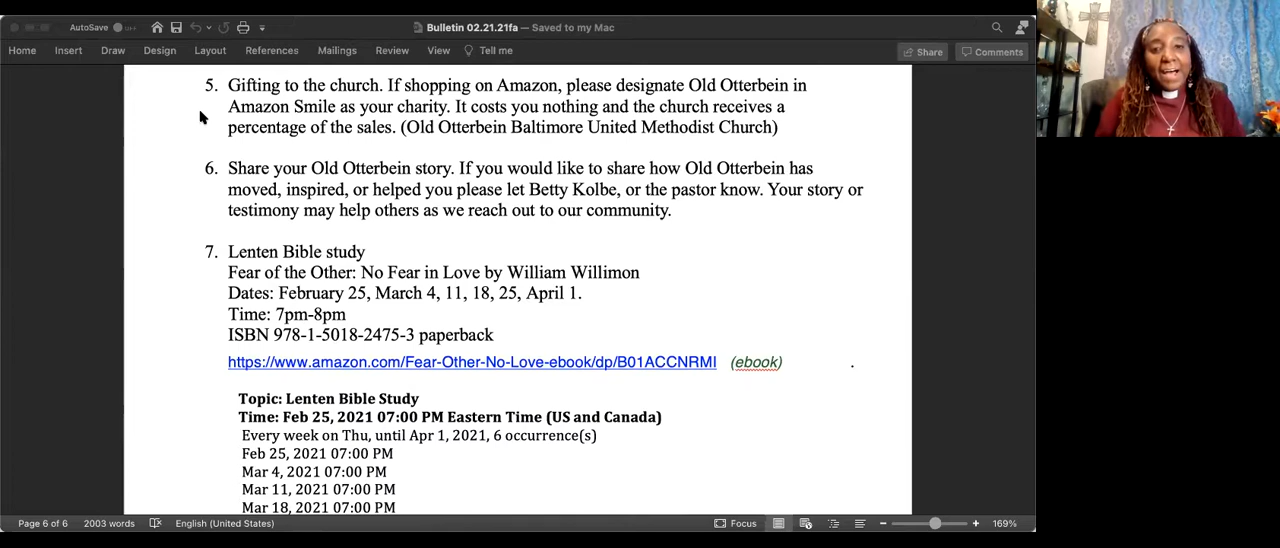 AutoSave
Bulletin 02.21.21fa — Saved to my Mac
Home Insert Draw Design Layout References Mailings Review View Tell me Share Comments
5. Gifting to the church. If shopping on Amazon, please designate Old Otterbein in
Amazon Smile as your charity. It costs you nothing and the church receives a
percentage of the sales. (Old Otterbein Baltimore United Methodist Church)
6. Share your Old Otterbein story. If you would like to share how Old Otterbein has
moved, inspired, or helped you please let Betty Kolbe, or the pastor know. Your story or
testimony may help others as we reach out to our community.
7. Lenten Bible study
Fear of the Other: No Fear in Love by William Willimon
Dates: February 25, March 4, 11, 18, 25, April 1.
Time: 7pm-8pm
ISBN 978-1-5018-2475-3 paperback
https://www.amazon.com/Fear-Other-No-Love-ebook/dp/B01ACCNRMI (ebook) .
Topic: Lenten Bible Study
Time: Feb 25, 2021 07:00 PM Eastern Time (US and Canada)
Every week on Thu, until Apr 1, 2021, 6 occurrence(s)
Feb 25, 2021 07:00 PM
Mar 4, 2021 07:00 PM
Mar 11, 2021 07:00 PM
Mar 18, 2021 07:00 PM
Page 6 of 6 2003 words English (United States) Focus 169%